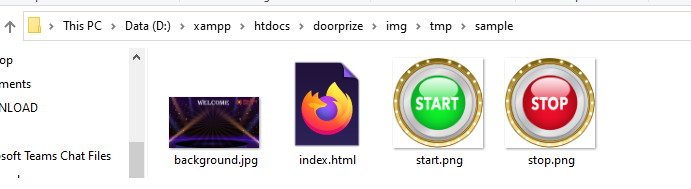 This PC > Data (D:) > xampp > htdocs > doorprize > img > tmp > sample
op
ments
NLOAD
osoft Teams Chat Files
WELCOME
START
STOP
background.jpg
index.html
start.png
stop.png